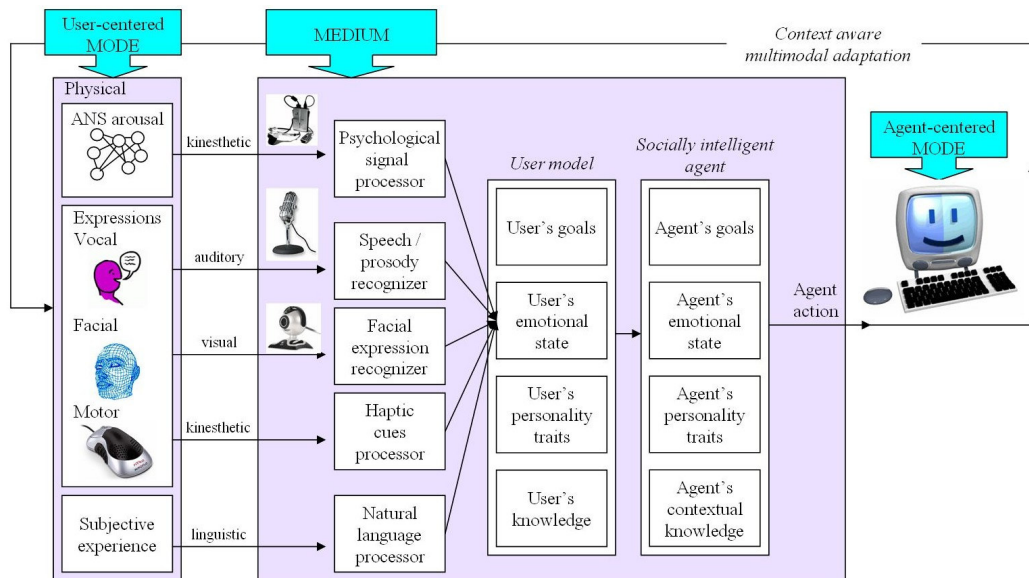 User-centered
MODE
MEDIUM
Context aware
multimodal adaptation
Physical
ANS arousal
kinesthetic
Psychological
signal
processor
User model
Socially intelligent
agent
Agent-centered
MODE
Expressions
Vocal
auditory
Speech /
prosody
recognizer
User's goals
Agent's goals
Facial
visual
Facial
expression
recognizer
User's
emotional
state
Agent's
emotional
state
Agent
action
Motor
kinesthetic
Haptic
cues
processor
User's
personality
traits
Agent's
personality
traits
Subjective
experience
linguistic
Natural
language
processor
User's
knowledge
Agent's
contextual
knowledge